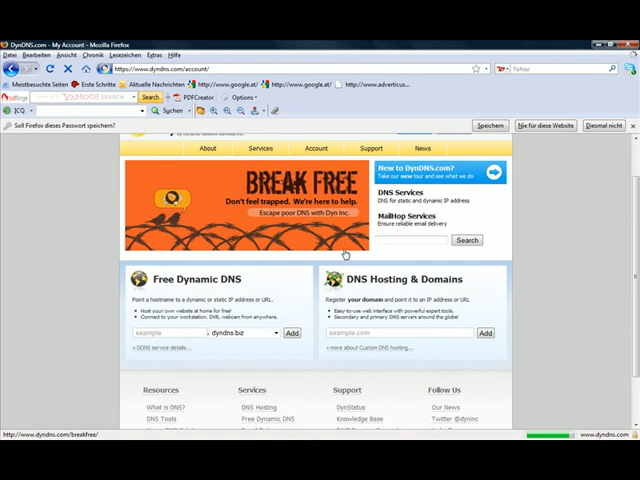 DynDNS.com - My Account - Mozilla Firefox
Datei Bearbeiten Ansicht Chronik Lesezeichen Extras Hilfe
https://www.dyndns.com/account/
Yahoo
Meistbesuchte Seiten Erste Schritte Aktuelle Nachrichten http://www.google.at/ http://www.google.at/ http://www.adverticus...
pdfforge YAHOO! SEARCH Search PDFCreator Options
ICQ Suchen
Soll Firefox dieses Passwort speichern? Speichern Nie für diese Website Diesmal nicht
About Services Account Support News
BREAK FREE
Don't feel trapped. We're here to help.
Escape poor DNS with Dyn Inc.
New to DynDNS.com?
Take our new tour and see what we do
DNS Services
DNS for static and dynamic IP address
MailHop Services
Ensure reliable email delivery
Search
Free Dynamic DNS
Point a hostname to a dynamic or static IP address or URL.
Host your own website at home for free!
Connect to your workstation, DVR, webcam from anywhere.
example . dyndns.biz Add
DDNS service details...
DNS Hosting & Domains
Register your domain and point it to an IP address or URL
Easy-to-use web interface with powerful expert tools.
Secondary and primary DNS servers around the globe!
example.com Add
more about Custom DNS hosting...
Resources Services Support Follow Us
What is DNS? DNS Hosting DynStatus Our News
DNS Tools Free Dynamic DNS Knowledge Base Twitter @dyninc
http://www.dyndns.com/breakfree/ www.dyndns.com